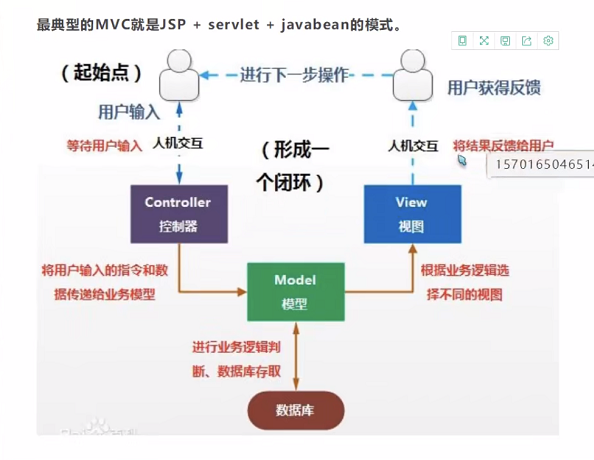 最典型的MVC就是JSP + servlet + javabean的模式。
（起始点）
进行下一步操作
用户输入
用户获得反馈
等待用户输入
人机交互
（形成一
个闭环）
人机交互
将结果反馈给用户
1570165046514
Controller
控制器
View
视图
将用户输入的指令和数
据传递给业务模型
Model
模型
根据业务逻辑选
择不同的视图
进行业务逻辑判
断、数据库存取
数据库